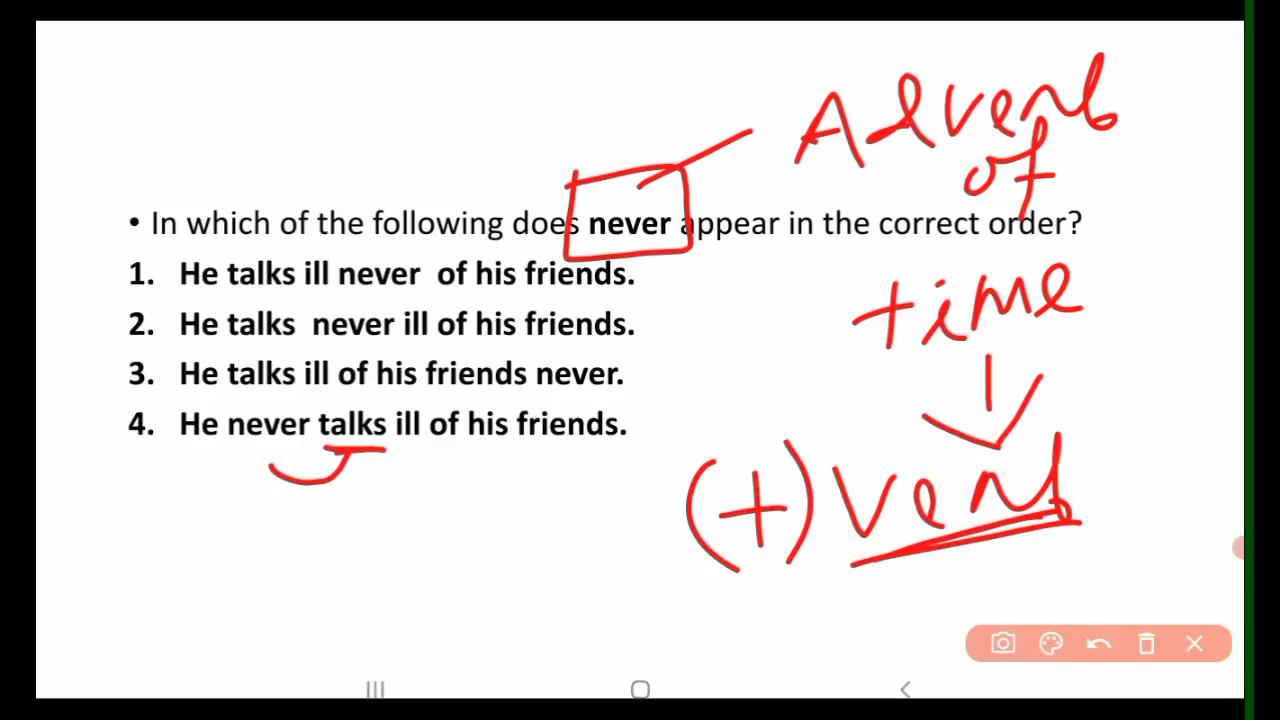 Adverb
of
• In which of the following does never appear in the correct order?
1. He talks ill never of his friends.
time
2. He talks never ill of his friends.
3. He talks ill of his friends never.
4. He never talks ill of his friends.
(+) Verb